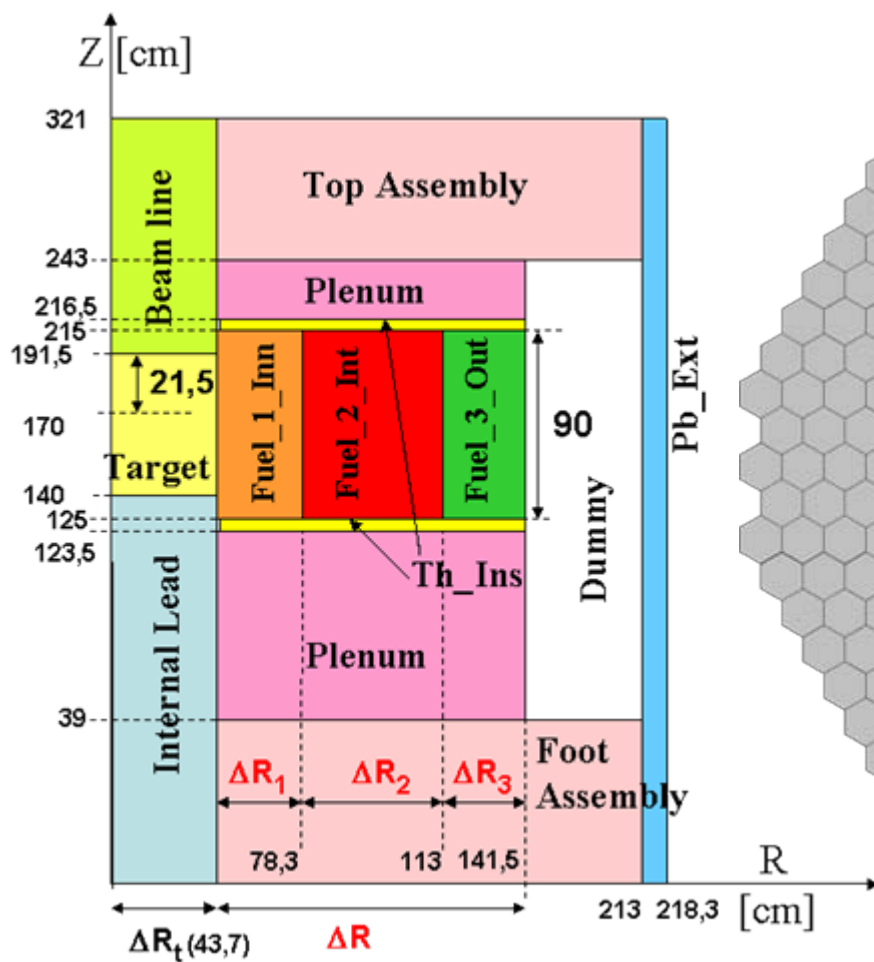 Z [cm]
321
Beam line
Top Assembly
243
Plenum
216,5
215
191,5
21,5
Fuel_1_Inn
Fuel_2_Int
Fuel_3_Out
90
Pb_Ext
170
Target
140
125
123,5
Th_Ins
Dummy
Internal Lead
Plenum
39
ΔR1
ΔR2
ΔR3
Foot
Assembly
78,3
113
141,5
R
213
218,3
[cm]
ΔRt (43,7)
ΔR